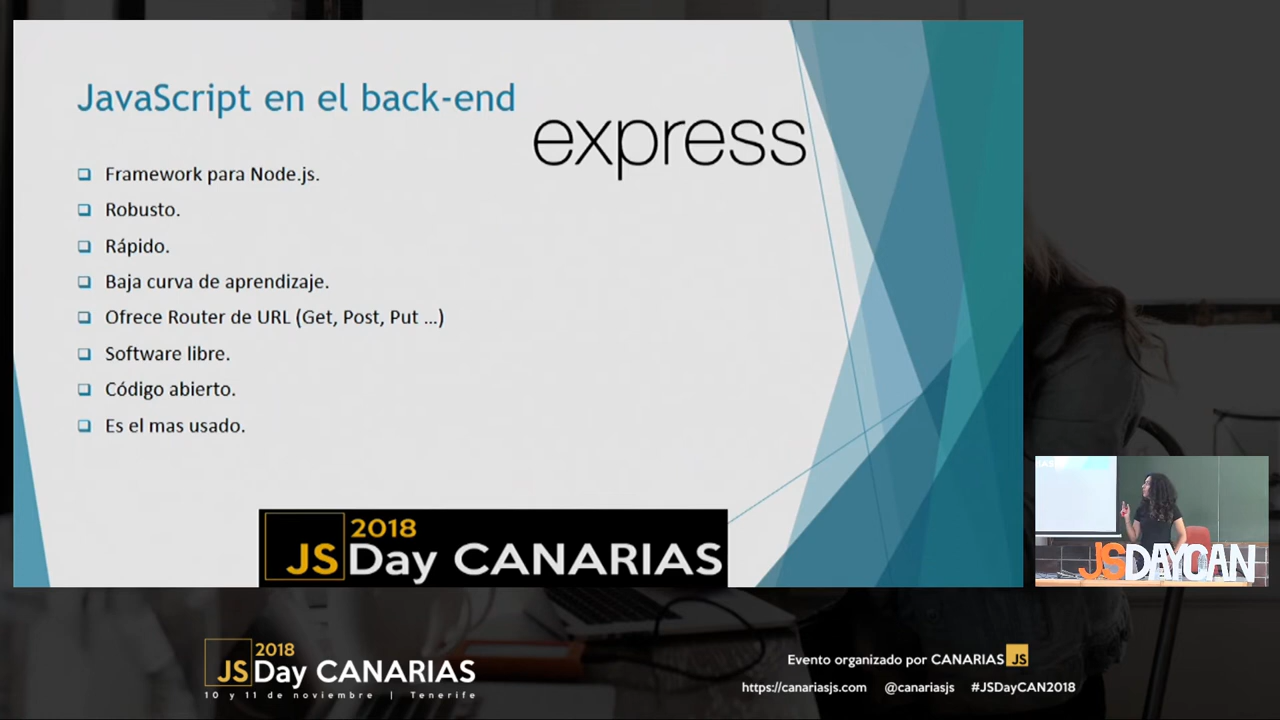 JavaScript en el back-end
express
Framework para Node.js.
Robusto.
Rápido.
Baja curva de aprendizaje.
Ofrece Router de URL (Get, Post, Put ...)
Software libre.
Código abierto.
Es el mas usado.
2018
JS Day CANARIAS
JSDAYCAN
2018
JS Day CANARIAS
10 y 11 de noviembre | Tenerife
Evento organizado por CANARIAS JS
https://canariasjs.com @canariasjs #JSDayCAN2018